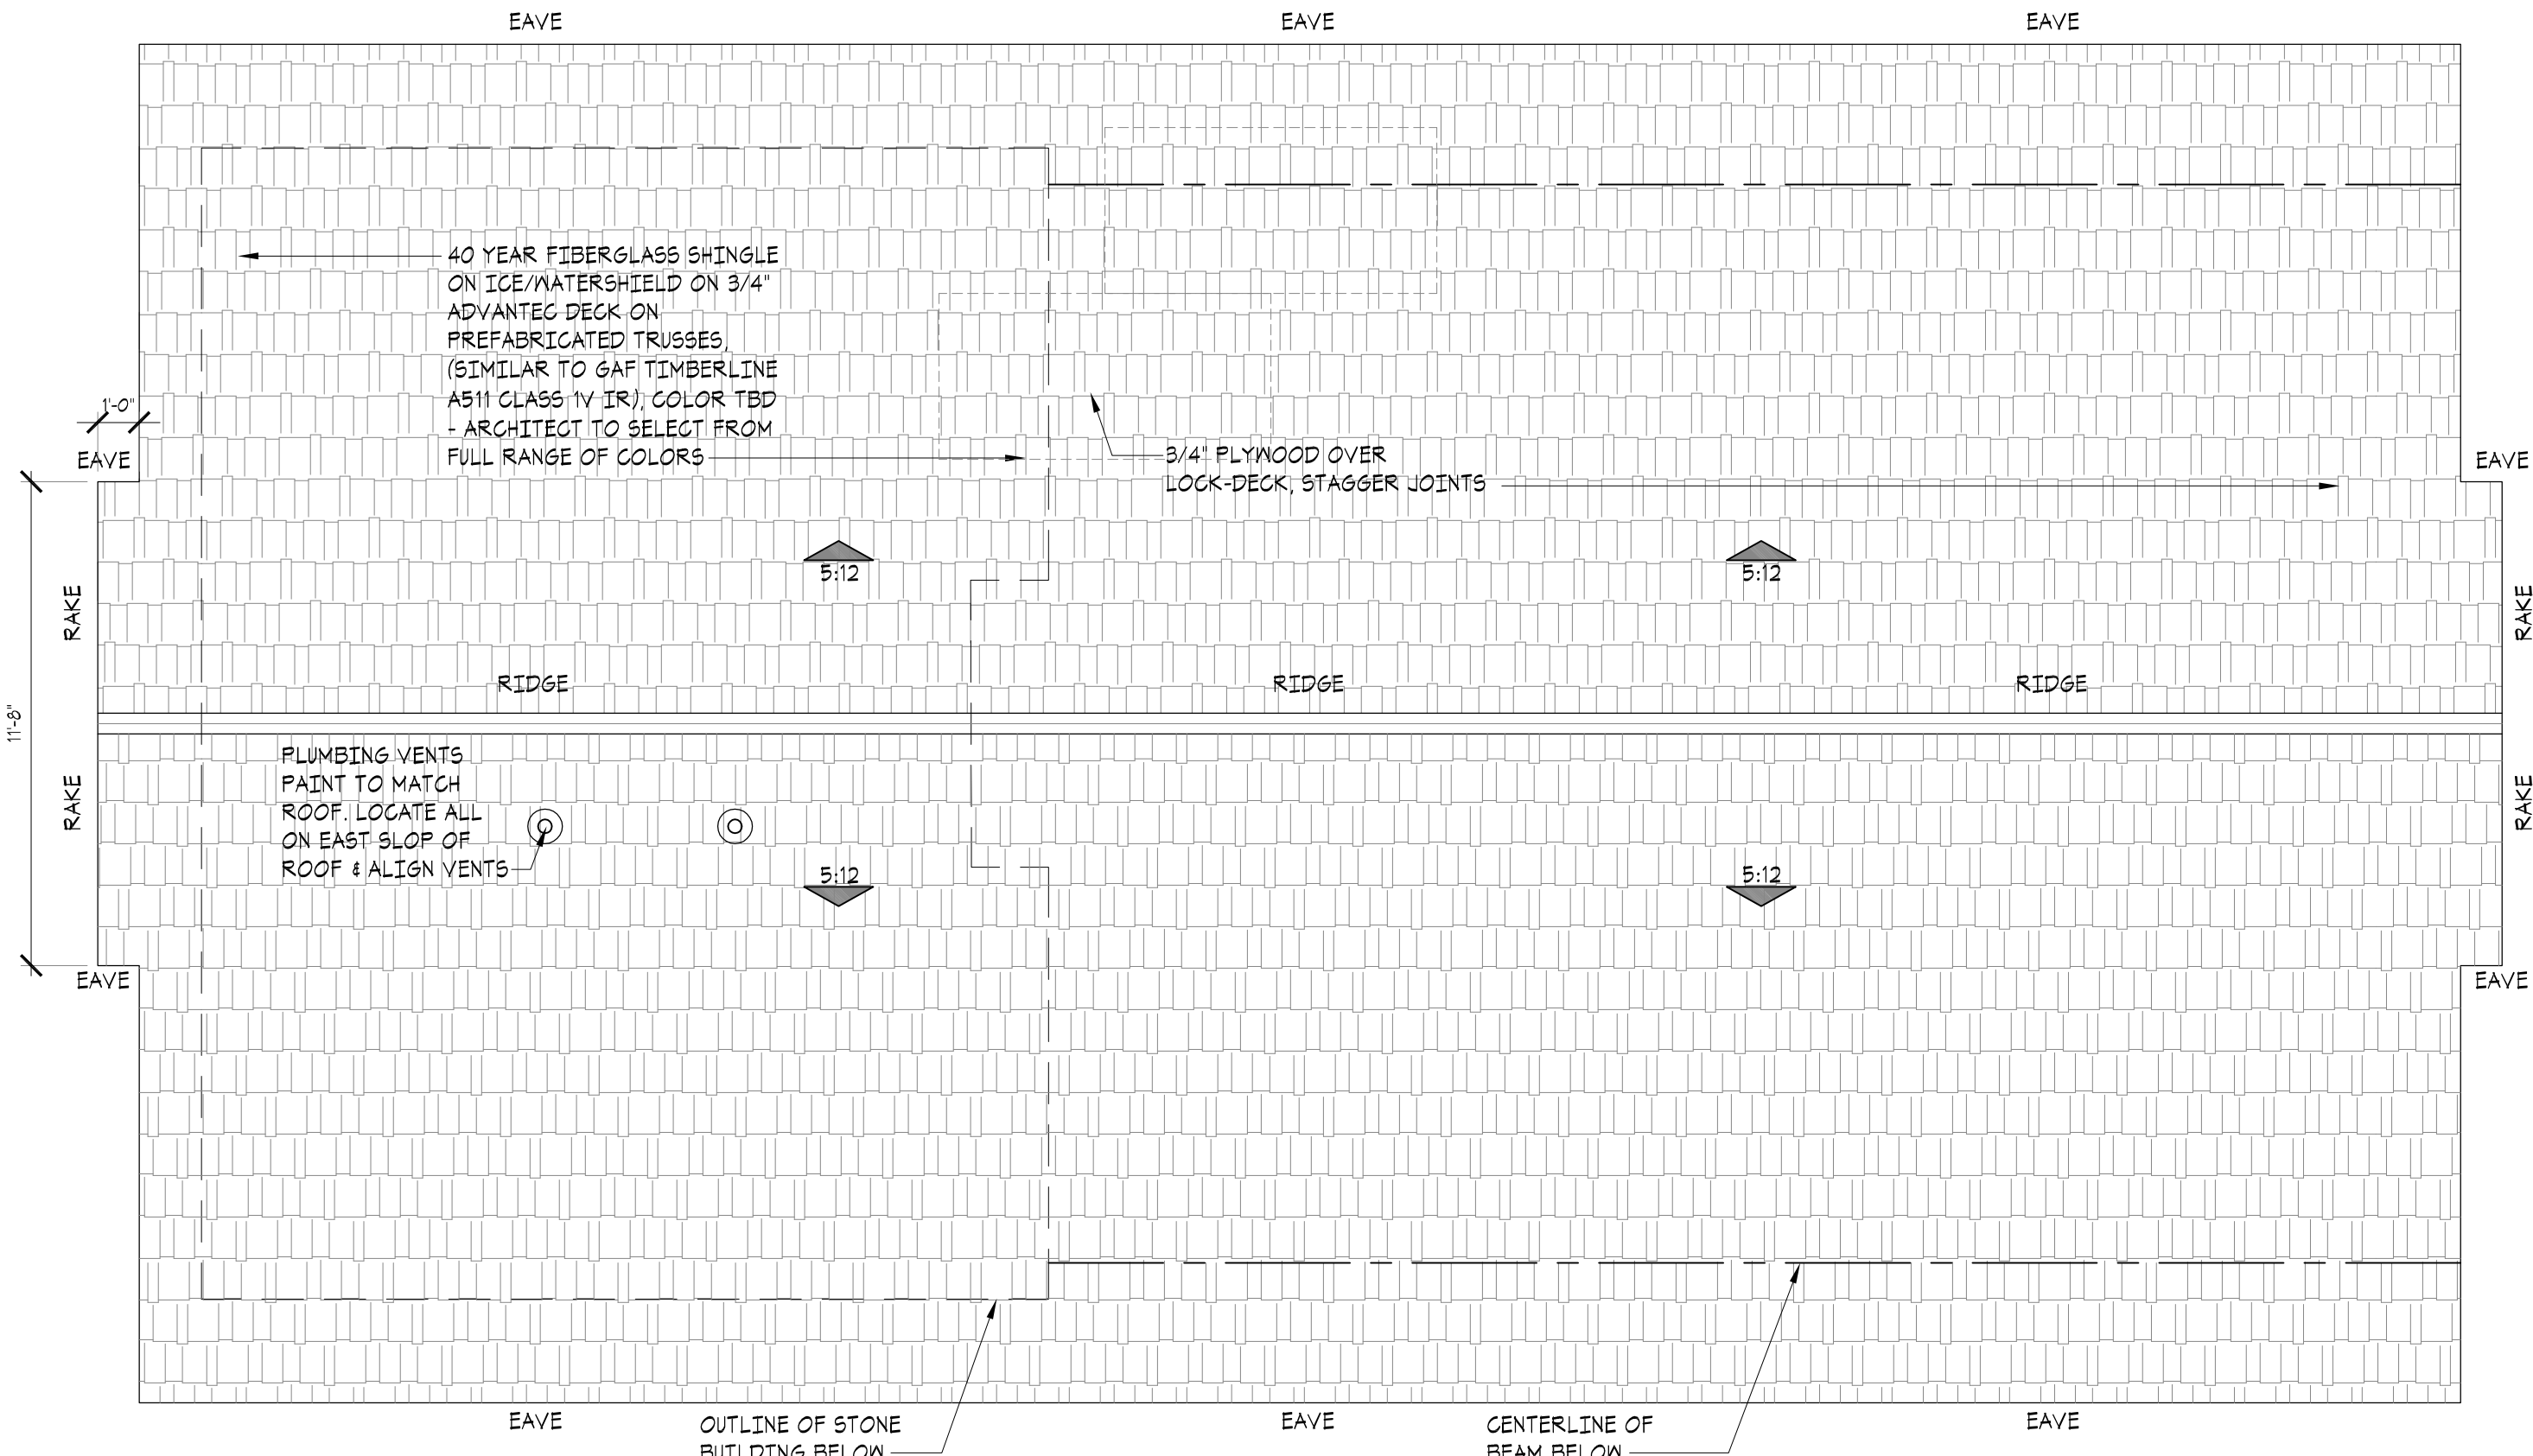 EAVE
EAVE
EAVE
40 YEAR FIBERGLASS SHINGLE
ON ICE/WATERSHIELD ON 3/4"
ADVANTEC DECK ON
PREFABRICATED TRUSSES,
(SIMILAR TO GAF TIMBERLINE
A511 CLASS 1V IR), COLOR TBD
- ARCHITECT TO SELECT FROM
FULL RANGE OF COLORS
1'-0"
EAVE
3/4" PLYWOOD OVER
LOCK-DECK, STAGGER JOINTS
EAVE
5:12
5:12
RAKE
RAKE
RIDGE
RIDGE
RIDGE
11'-8"
PLUMBING VENTS
PAINT TO MATCH
ROOF. LOCATE ALL
ON EAST SLOP OF
ROOF & ALIGN VENTS
RAKE
RAKE
5:12
5:12
EAVE
EAVE
EAVE
OUTLINE OF STONE
BUILDING BELOW
EAVE
CENTERLINE OF
BEAM BELOW
EAVE